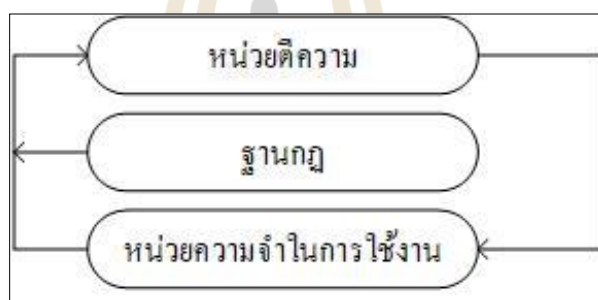 หน่วยตีความ
ฐานกฏ
หน่วยความจำในการใช้งาน